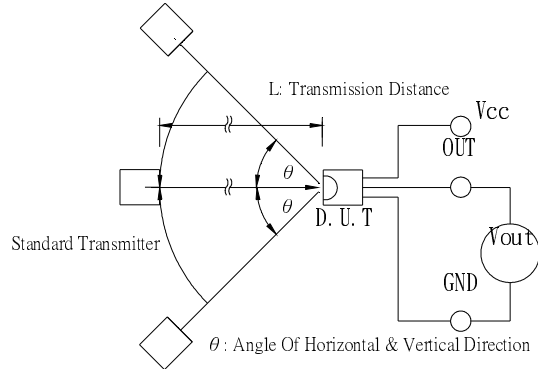 L: Transmission Distance
Vcc
OUT
θ
θ
D.U.T
Standard Transmitter
Vout
GND
θ : Angle Of Horizontal & Vertical Direction